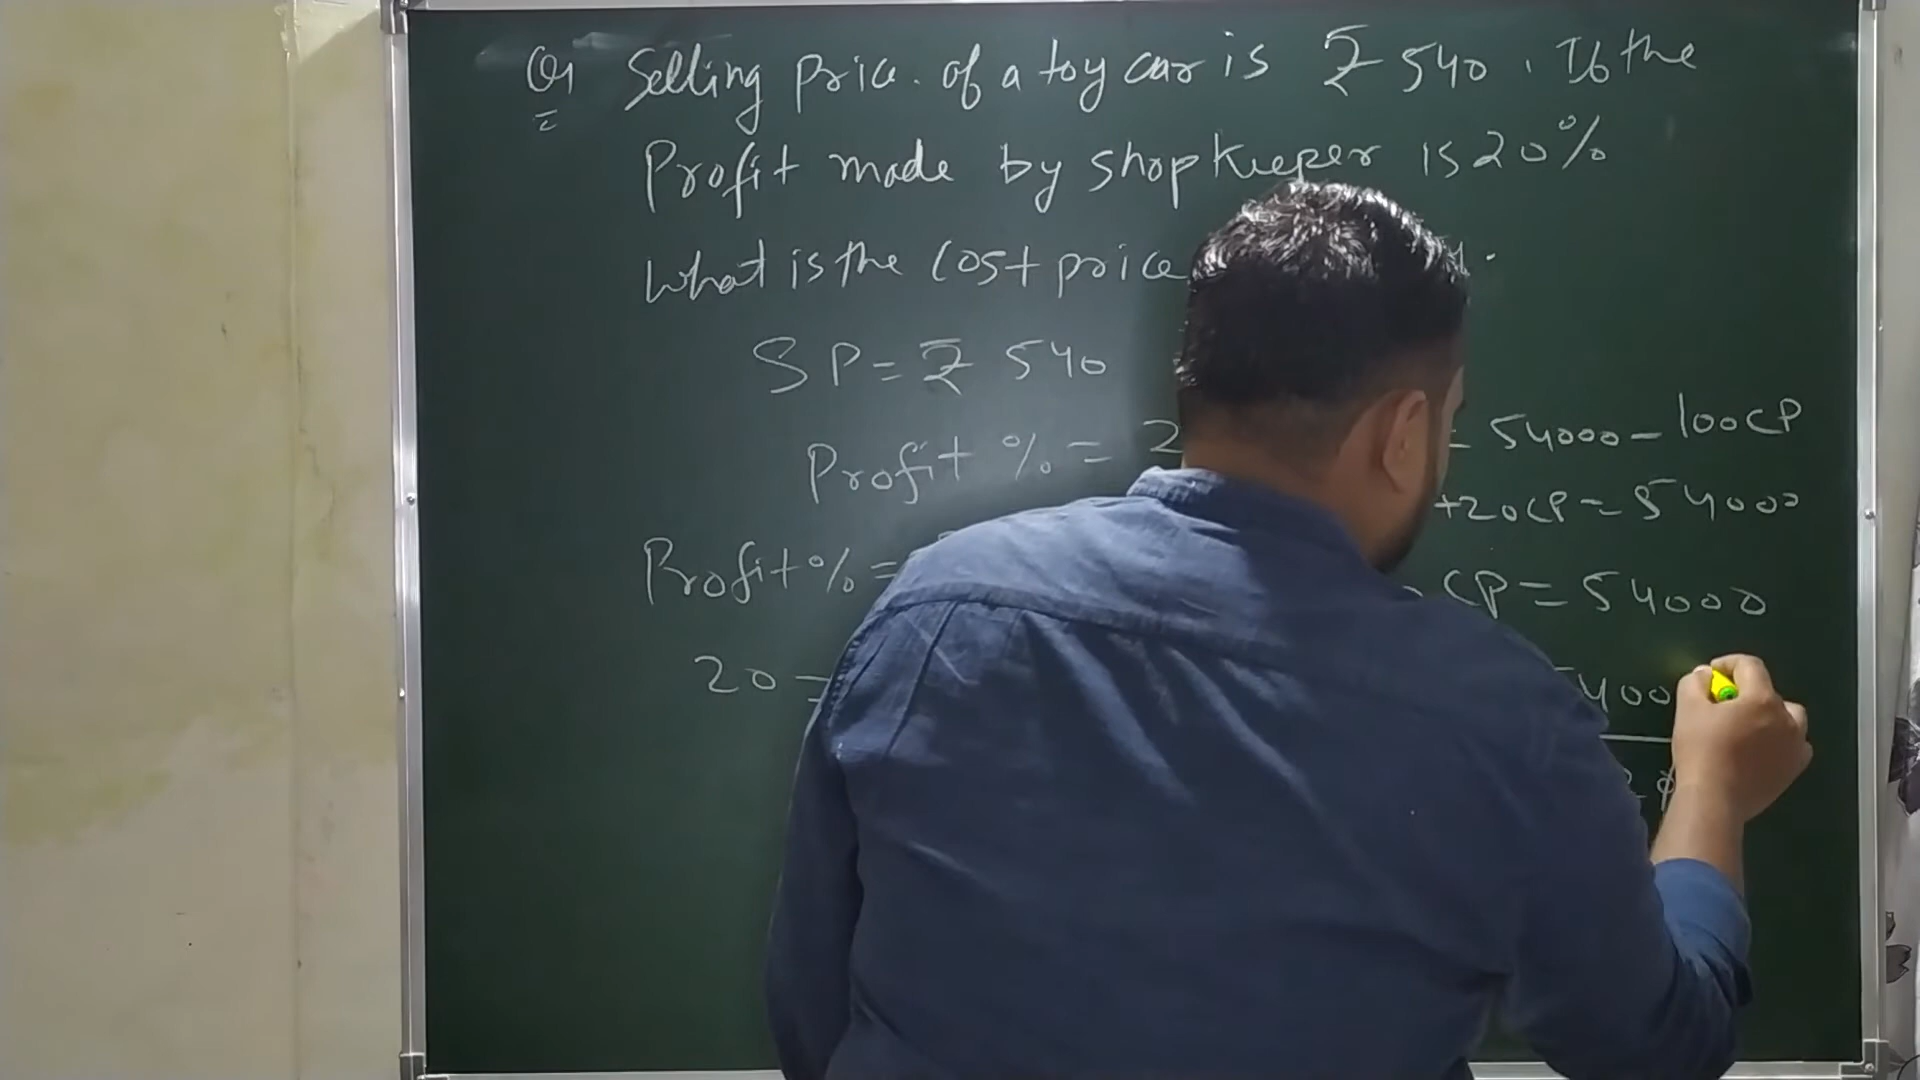 Q1 Selling price of a toy car is ₹ 540. If the
Profit made by shopkeeper is 20%
What is the cost price
SP = ₹ 540
Profit % = 2
Profit % =
20 =
= 54000 - 100CP
+20CP = 54000
CP = 54000